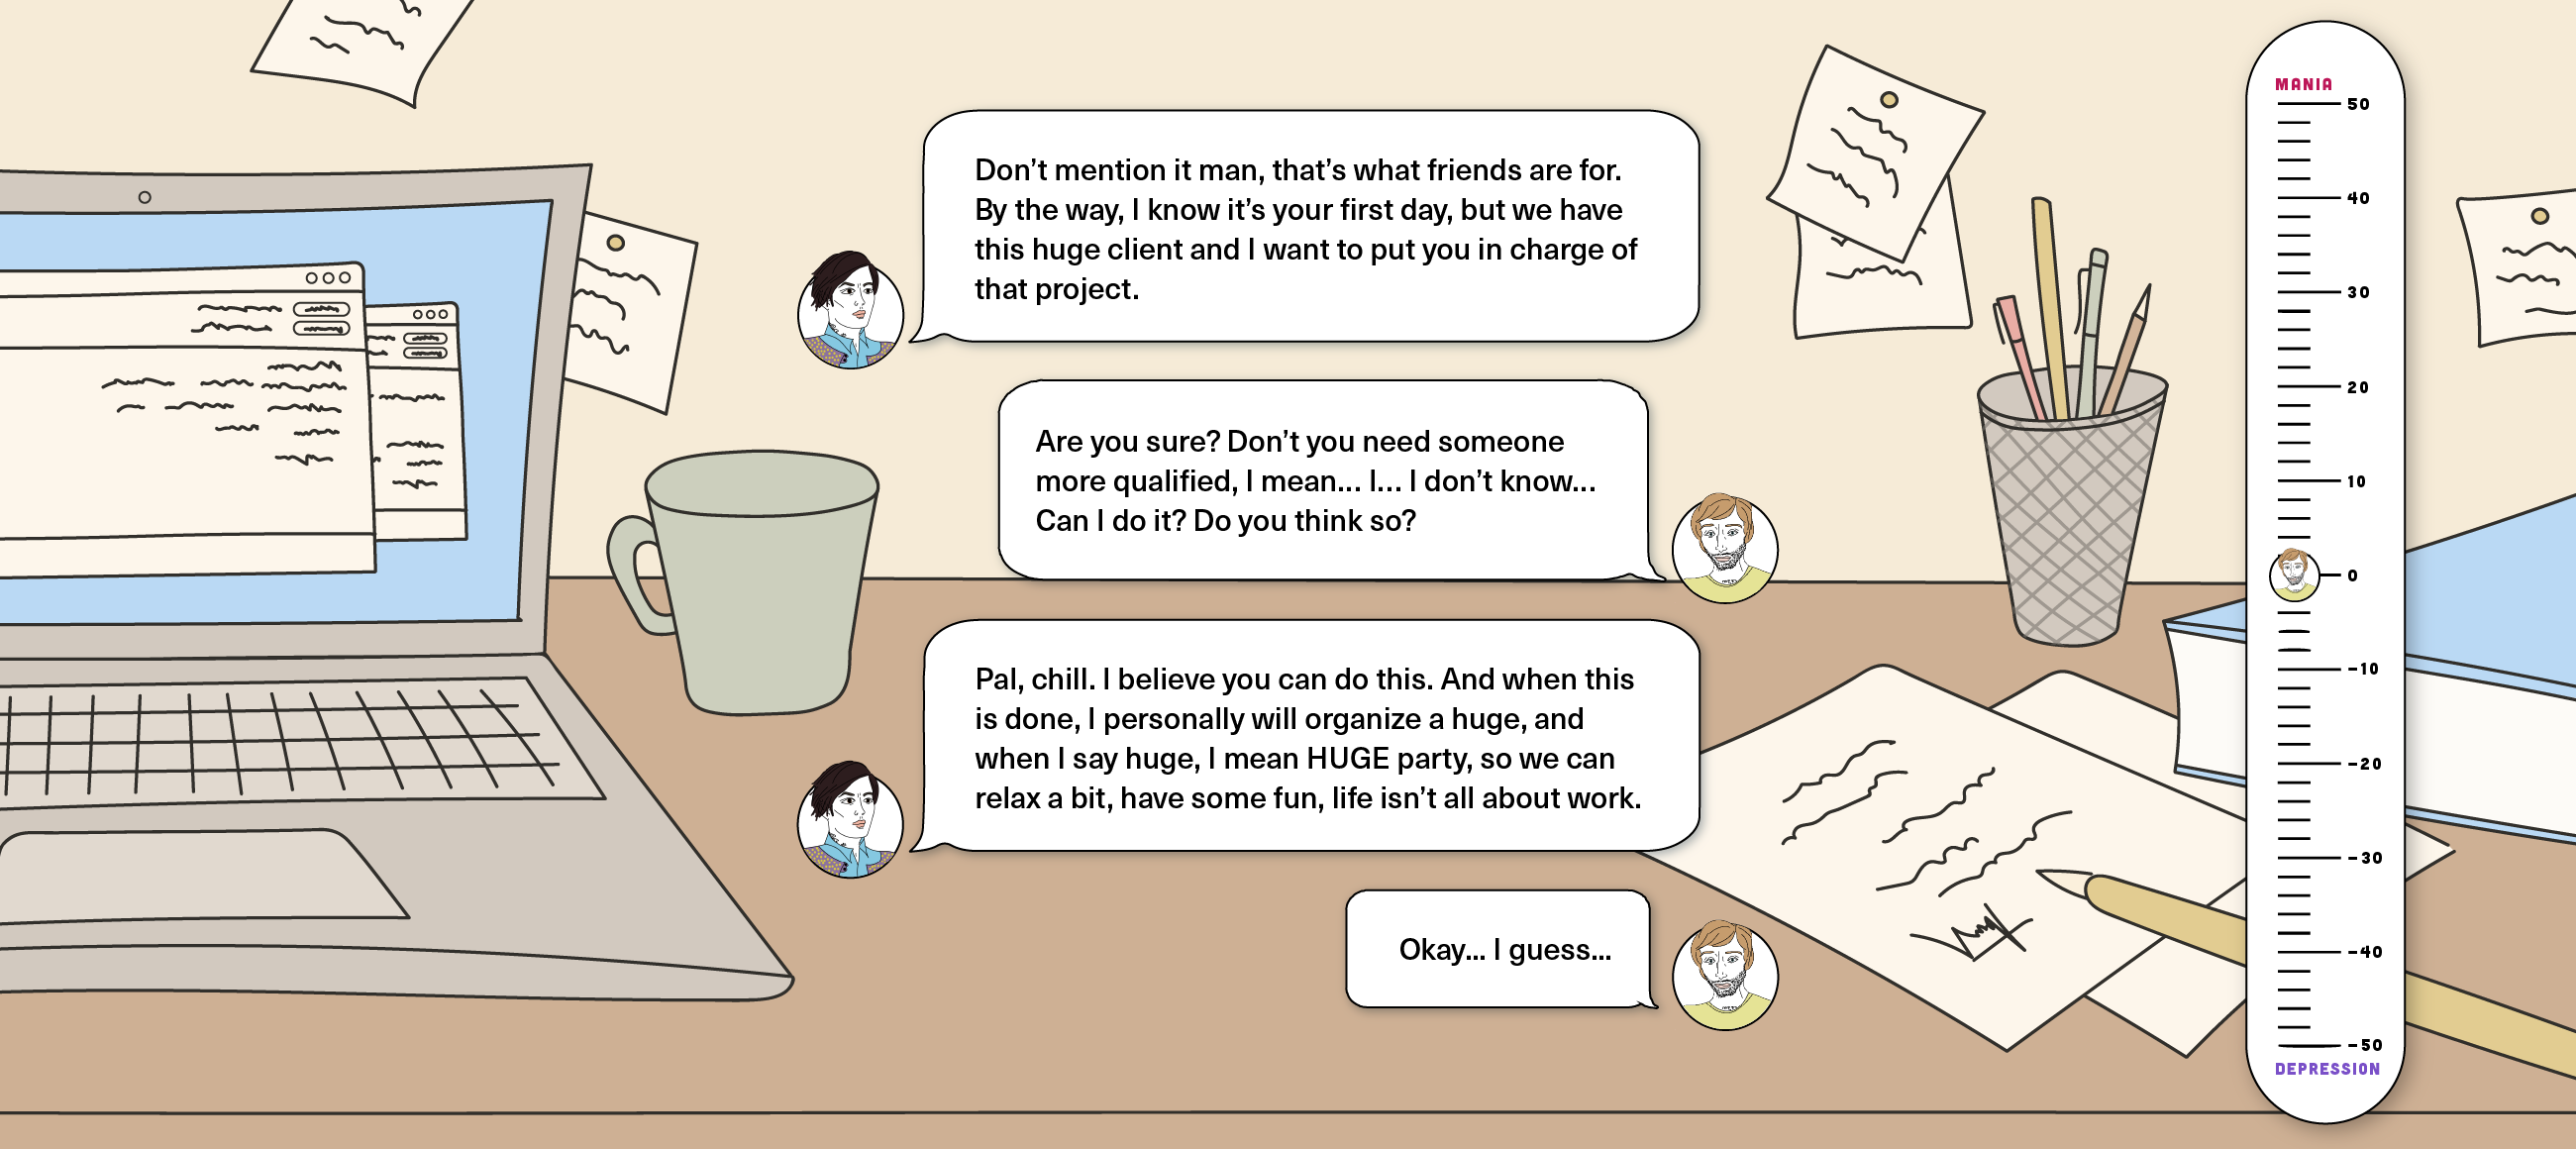 Don’t mention it man, that’s what friends are for.
By the way, I know it’s your first day, but we have
this huge client and I want to put you in charge of
that project.
Are you sure? Don’t you need someone
more qualified, I mean... I... I don’t know...
Can I do it? Do you think so?
Pal, chill. I believe you can do this. And when this
is done, I personally will organize a huge, and
when I say huge, I mean HUGE party, so we can
relax a bit, have some fun, life isn’t all about work.
Okay... I guess...
MANIA
50
40
30
20
10
0
-10
-20
-30
-40
-50
DEPRESSION